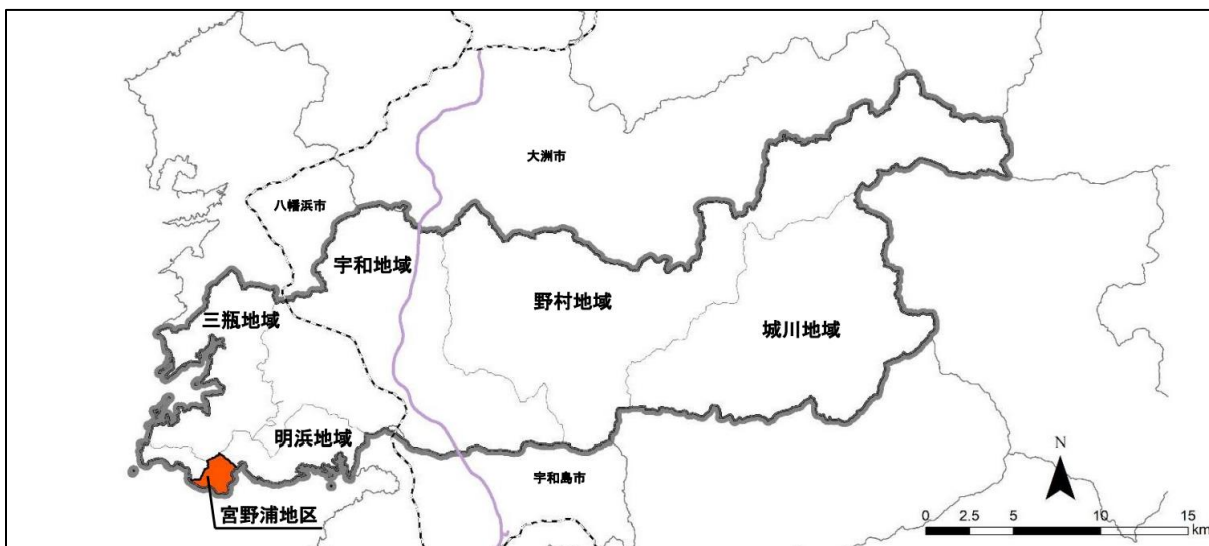 大洲市
八幡浜市
宇和地域
野村地域
三瓶地域
城川地域
明浜地域
宇和島市
宮野浦地区
N
0 2.5 5 10 15
km